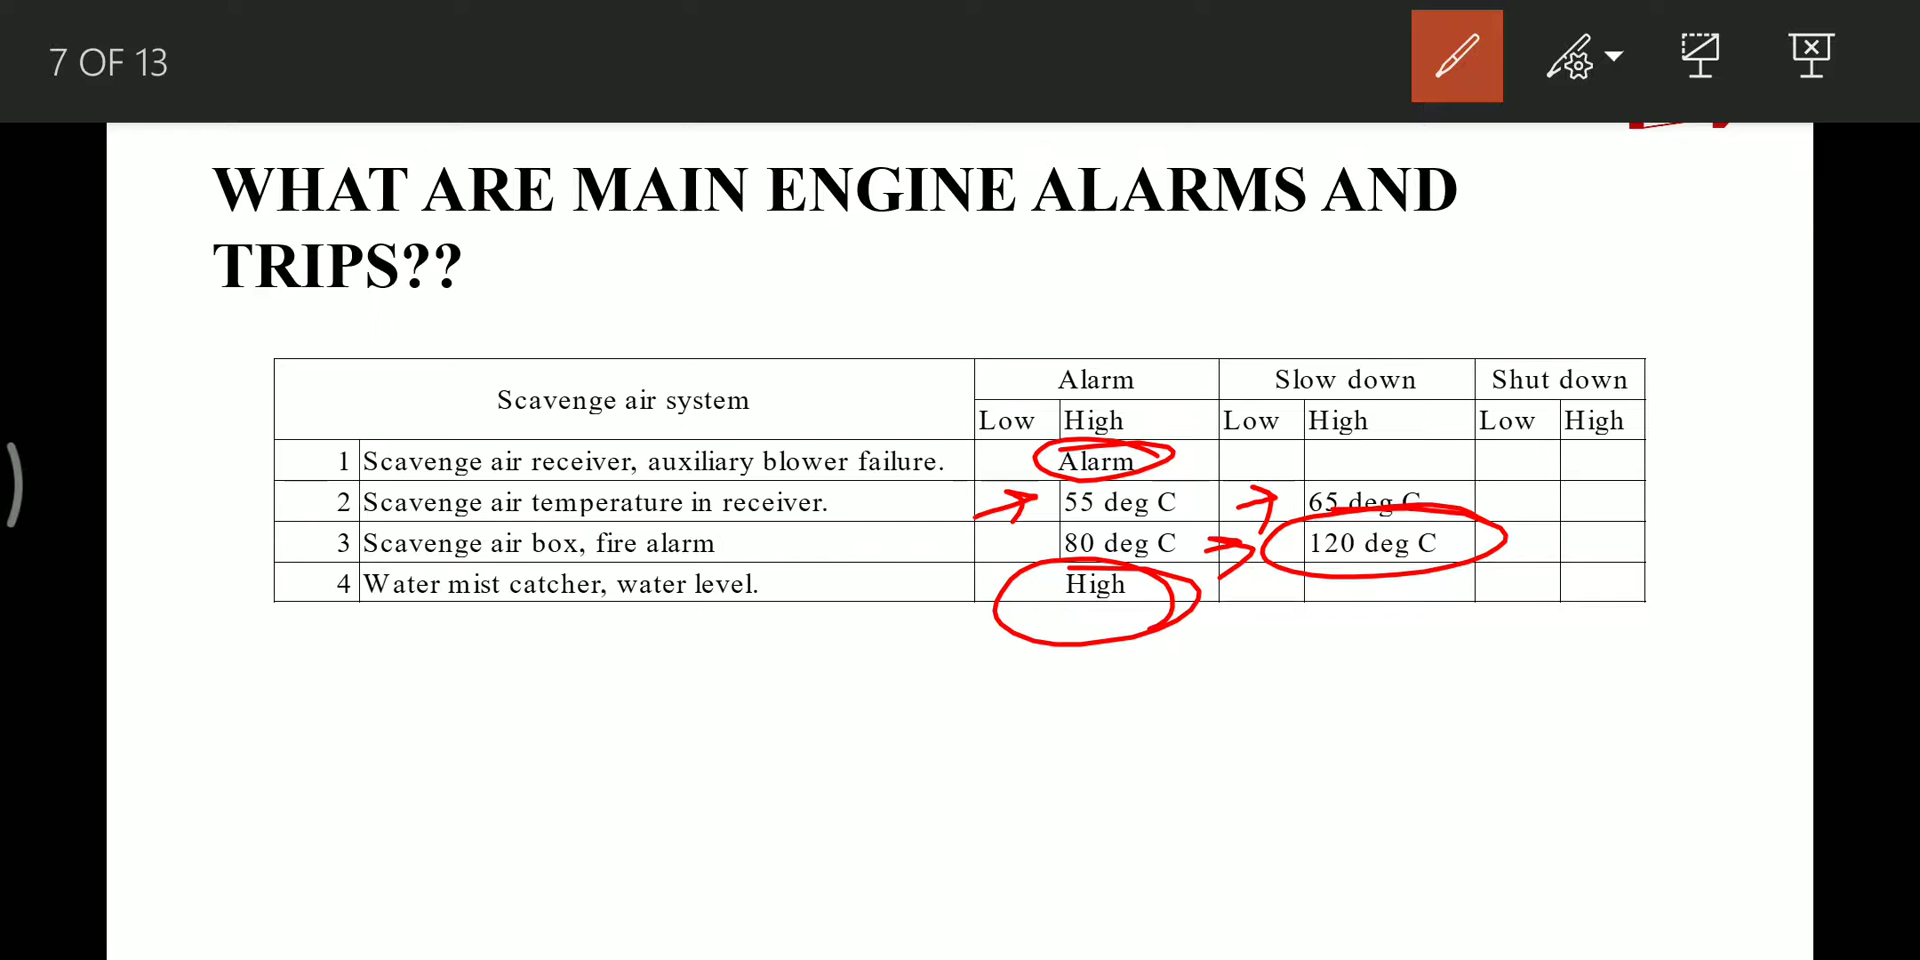 7 OF 13
WHAT ARE MAIN ENGINE ALARMS AND
TRIPS??
Scavenge air system Alarm Slow down Shut down
Low High Low High Low High
1 Scavenge air receiver, auxiliary blower failure. Alarm
2 Scavenge air temperature in receiver. 55 deg C 65 deg C
3 Scavenge air box, fire alarm 80 deg C 120 deg C
4 Water mist catcher, water level. High